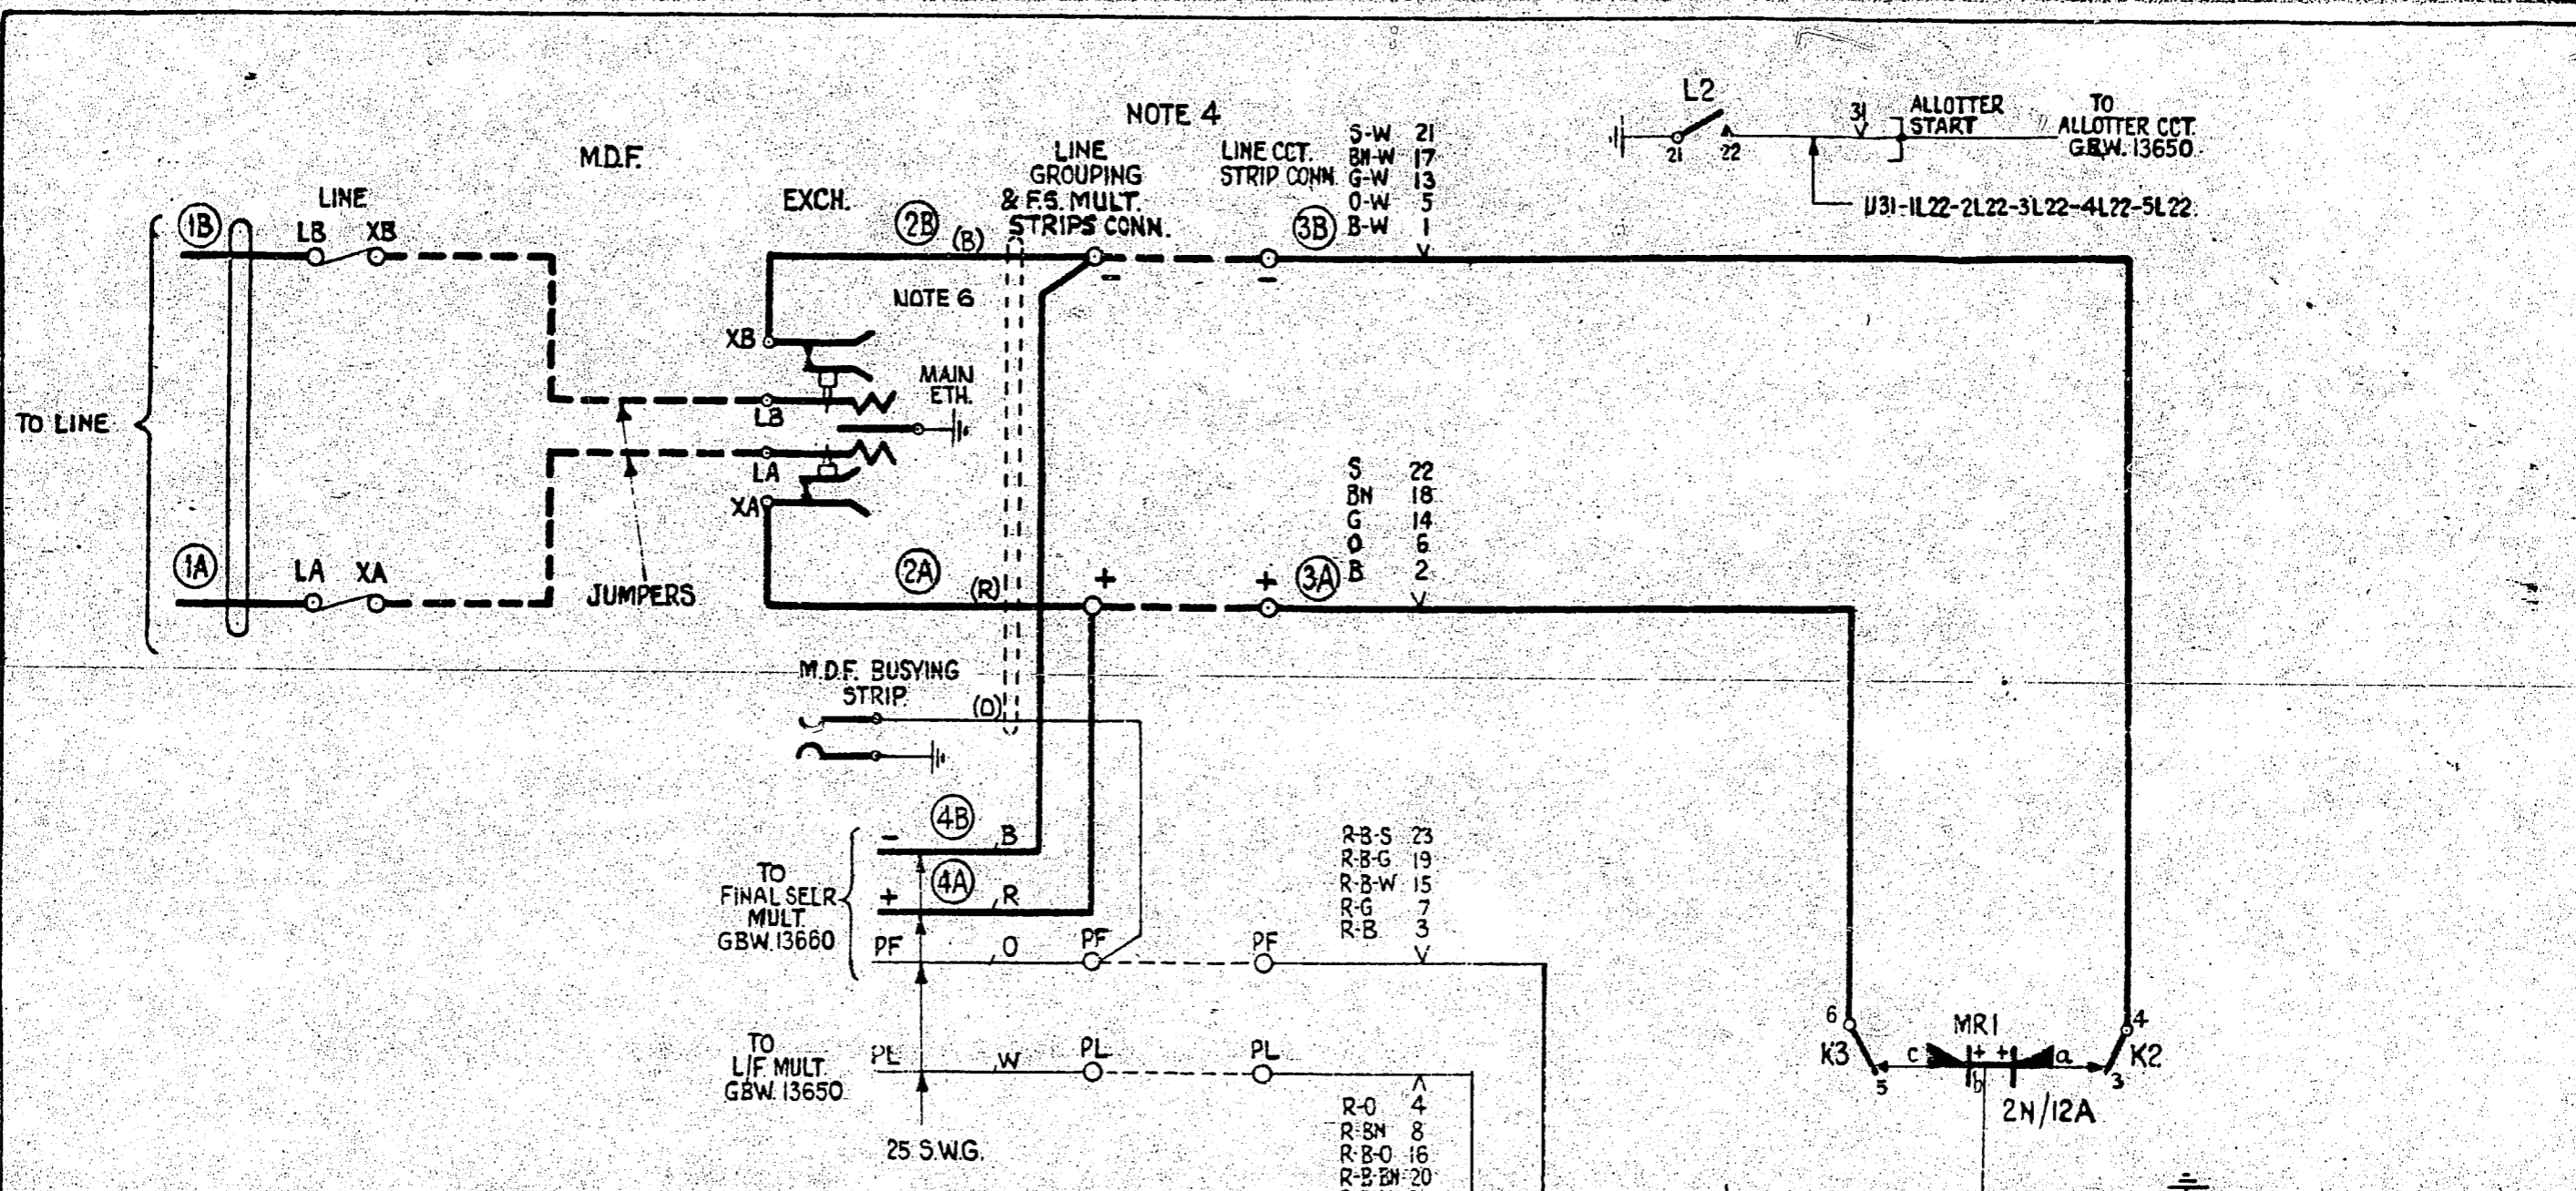 NOTE 4
M.D.F.
LINE
1B
LB XB
TO LINE
1A
LA XA
JUMPERS
EXCH.
2B
(B)
LINE
GROUPING
& F.S. MULT.
STRIPS CONN.
-
LINE CCT.
STRIP CONN.
-
3B
S-W 21
BN-W 17
G-W 13
O-W 5
B-W 1
NOTE 6
XB
LB
MAIN
ETH.
LA
XA
2A
(R)
+
+
3A
S 22
BN 18
G 14
O 6
B 2
L2
21 22
31
ALLOTTER
START
TO
ALLOTTER CCT.
GBW. 13650
U31-1L22-2L22-3L22-4L22-5L22.
M.D.F. BUSYING
STRIP.
(O)
TO
FINAL SELR
MULT.
GBW. 13660
- 4B B
+ 4A R
PF O PF PF
R-B-S 23
R-B-G 19
R-B-W 15
R-G 7
R-B 3
TO
L/F MULT.
GBW. 13650
PL W PL PL
R-O 4
R-BN 8
R-B-O 16
R-B-BN 20
25 S.W.G.
6
K3
5
c
MR1
+ +
b
a
4
K2
3
2N/12A